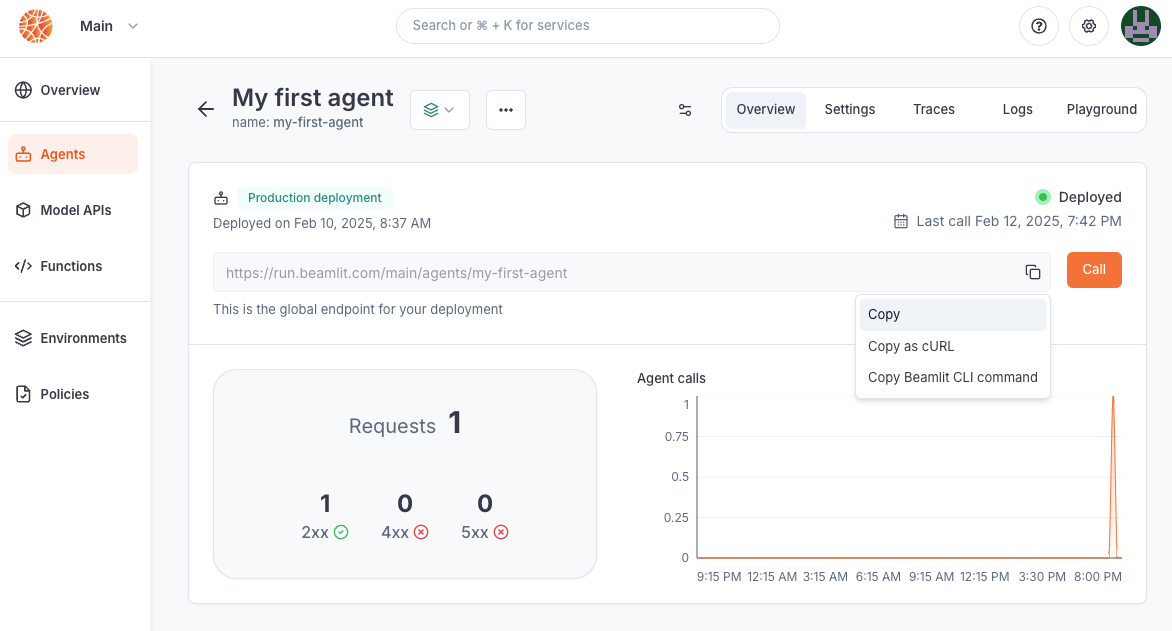 Main
Search or ⌘ + K for services
Overview
Agents
Model APIs
Functions
Environments
Policies
My first agent
name: my-first-agent
Overview
Settings
Traces
Logs
Playground
Production deployment
Deployed on Feb 10, 2025, 8:37 AM
Deployed
Last call Feb 12, 2025, 7:42 PM
https://run.beamlit.com/main/agents/my-first-agent
Call
This is the global endpoint for your deployment
Copy
Copy as cURL
Copy Beamlit CLI command
Requests 1
1 0 0
2xx 4xx 5xx
Agent calls
1
0.75
0.5
0.25
0
9:15 PM 12:15 AM 3:15 AM 6:15 AM 9:15 AM 12:15 PM 3:30 PM 8:00 PM